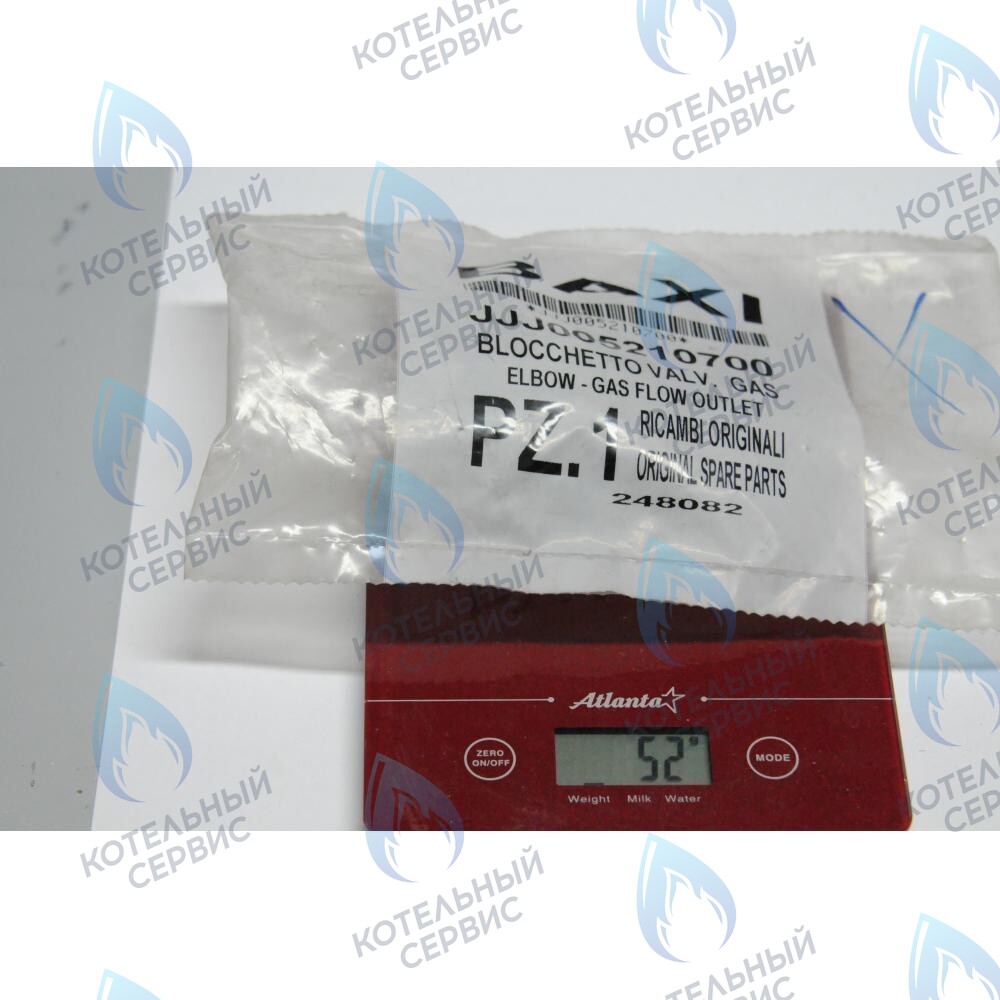 BAXI
*JJJ005210700*
JJJ005210700
BLOCCHETTO VALV. GAS
ELBOW - GAS FLOW OUTLET
PZ.1
RICAMBI ORIGINALI
ORIGINAL SPARE PARTS
248082
Atlanta
ZERO
ON/OFF
52
MODE
Weight Milk Water
КОТЕЛЬНЫЙ
СЕРВИС